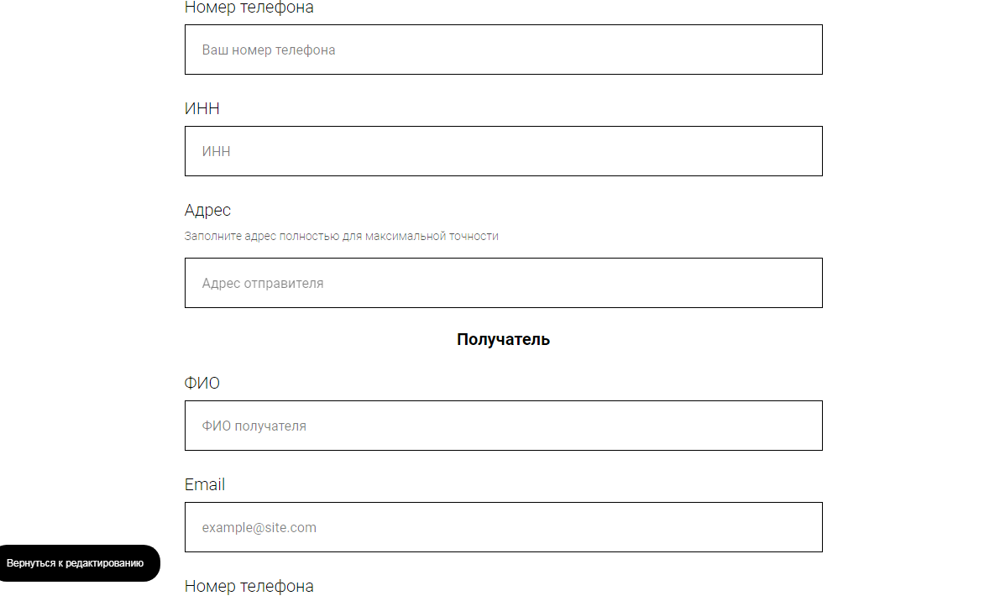 Номер телефона
Ваш номер телефона
ИНН
ИНН
Адрес
Заполните адрес полностью для максимальной точности
Адрес отправителя
Получатель
ФИО
ФИО получателя
Email
example@site.com
Вернуться к редактированию
Номер телефона